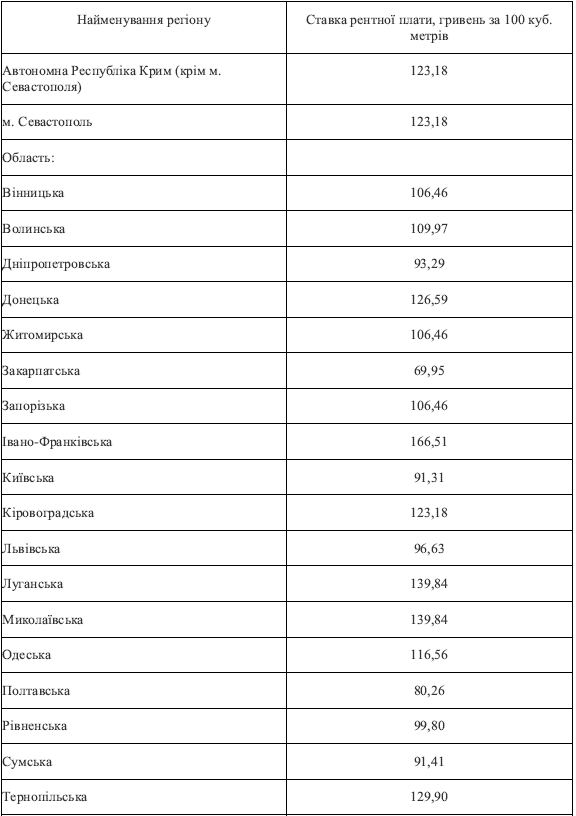 Найменування регіону
Ставка рентної плати, гривень за 100 куб.
метрів
Автономна Республіка Крим (крім м.
Севастополя)
123,18
м. Севастополь
123,18
Область:
Вінницька
106,46
Волинська
109,97
Дніпропетровська
93,29
Донецька
126,59
Житомирська
106,46
Закарпатська
69,95
Запорізька
106,46
Івано-Франківська
166,51
Київська
91,31
Кіровоградська
123,18
Львівська
96,63
Луганська
139,84
Миколаївська
139,84
Одеська
116,56
Полтавська
80,26
Рівненська
99,80
Сумська
91,41
Тернопільська
129,90